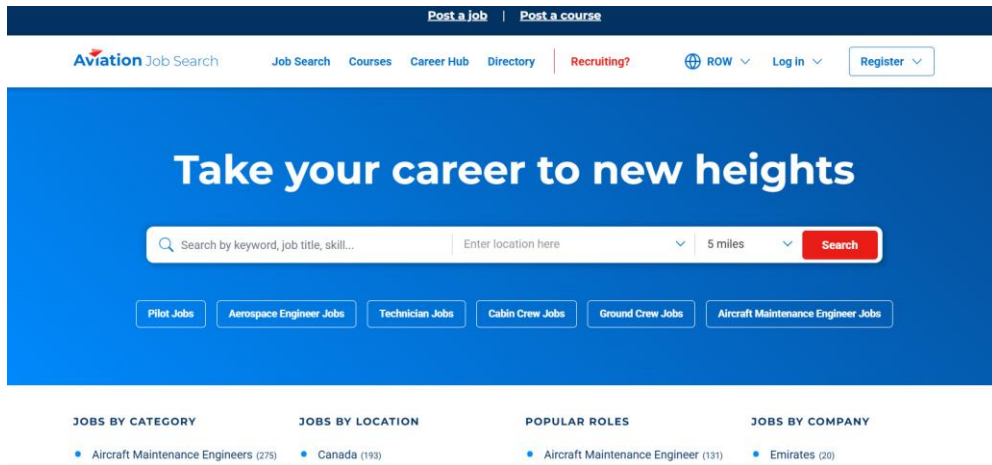 Post a job | Post a course
Aviation Job Search Job Search Courses Career Hub Directory Recruiting? ROW Log in Register
Take your career to new heights
Search by keyword, job title, skill... Enter location here 5 miles Search
Pilot Jobs Aerospace Engineer Jobs Technician Jobs Cabin Crew Jobs Ground Crew Jobs Aircraft Maintenance Engineer Jobs
JOBS BY CATEGORY JOBS BY LOCATION POPULAR ROLES JOBS BY COMPANY
Aircraft Maintenance Engineers (275) Canada (193) Aircraft Maintenance Engineer (131) Emirates (20)